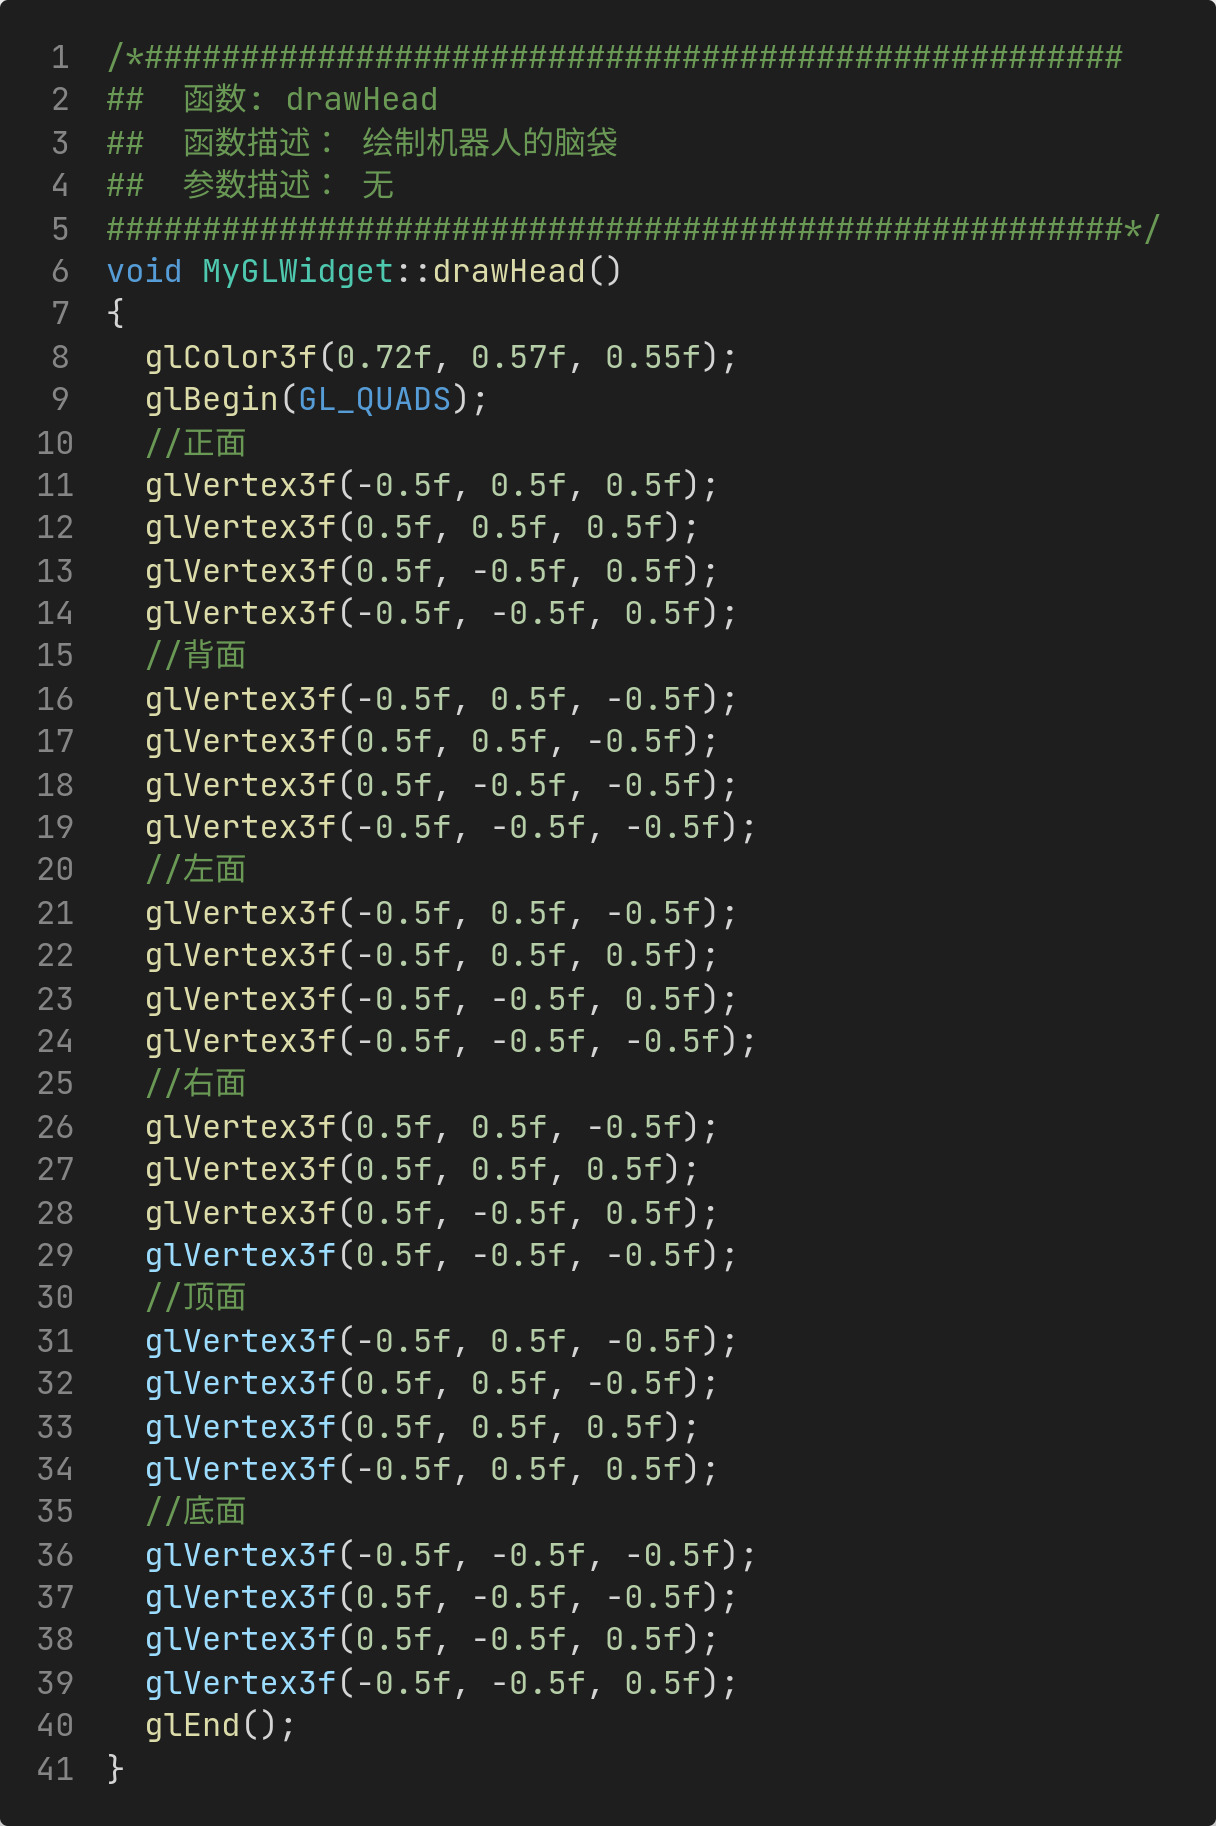 1 /*###################################################
2 ##  函数: drawHead
3 ##  函数描述： 绘制机器人的脑袋
4 ##  参数描述： 无
5 #####################################################*/
6 void MyGLWidget::drawHead()
7 {
8   glColor3f(0.72f, 0.57f, 0.55f);
9   glBegin(GL_QUADS);
10   //正面
11   glVertex3f(-0.5f, 0.5f, 0.5f);
12   glVertex3f(0.5f, 0.5f, 0.5f);
13   glVertex3f(0.5f, -0.5f, 0.5f);
14   glVertex3f(-0.5f, -0.5f, 0.5f);
15   //背面
16   glVertex3f(-0.5f, 0.5f, -0.5f);
17   glVertex3f(0.5f, 0.5f, -0.5f);
18   glVertex3f(0.5f, -0.5f, -0.5f);
19   glVertex3f(-0.5f, -0.5f, -0.5f);
20   //左面
21   glVertex3f(-0.5f, 0.5f, -0.5f);
22   glVertex3f(-0.5f, 0.5f, 0.5f);
23   glVertex3f(-0.5f, -0.5f, 0.5f);
24   glVertex3f(-0.5f, -0.5f, -0.5f);
25   //右面
26   glVertex3f(0.5f, 0.5f, -0.5f);
27   glVertex3f(0.5f, 0.5f, 0.5f);
28   glVertex3f(0.5f, -0.5f, 0.5f);
29   glVertex3f(0.5f, -0.5f, -0.5f);
30   //顶面
31   glVertex3f(-0.5f, 0.5f, -0.5f);
32   glVertex3f(0.5f, 0.5f, -0.5f);
33   glVertex3f(0.5f, 0.5f, 0.5f);
34   glVertex3f(-0.5f, 0.5f, 0.5f);
35   //底面
36   glVertex3f(-0.5f, -0.5f, -0.5f);
37   glVertex3f(0.5f, -0.5f, -0.5f);
38   glVertex3f(0.5f, -0.5f, 0.5f);
39   glVertex3f(-0.5f, -0.5f, 0.5f);
40   glEnd();
41 }